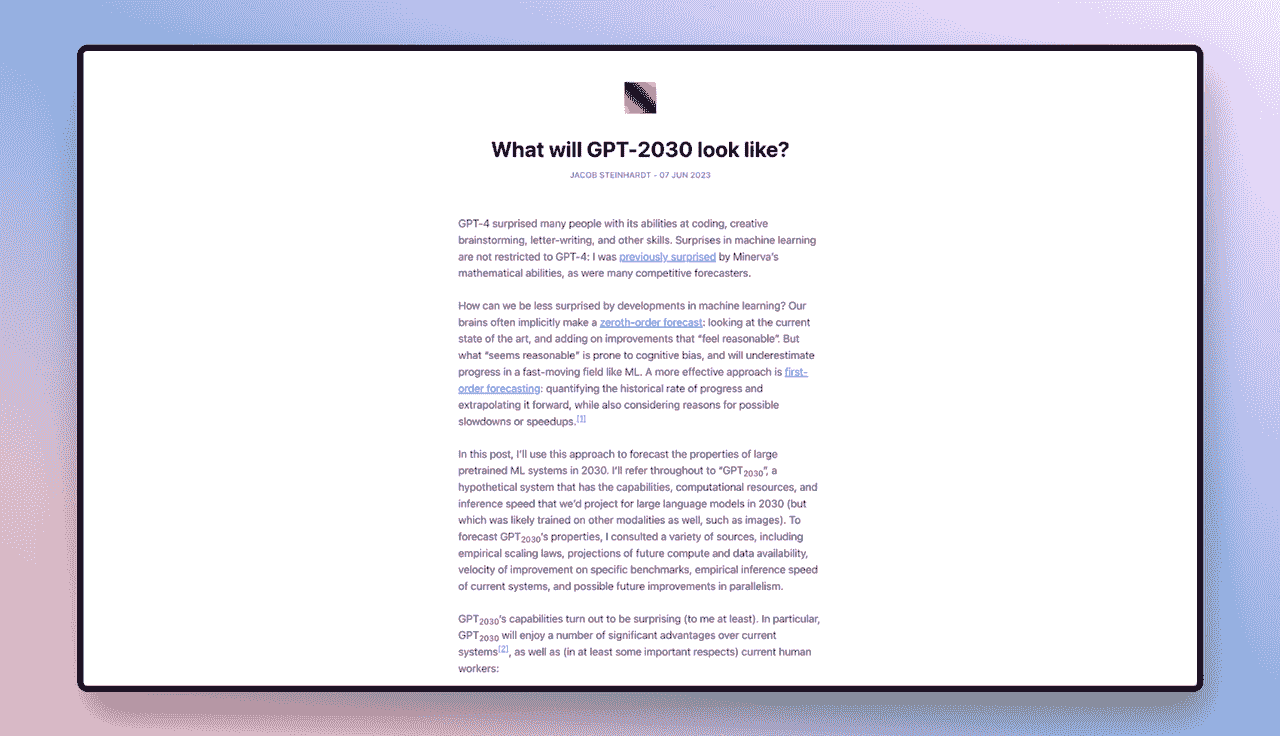 What will GPT-2030 look like?
JACOB STEINHARDT - 07 JUN 2023
GPT-4 surprised many people with its abilities at coding, creative
brainstorming, letter-writing, and other skills. Surprises in machine learning
are not restricted to GPT-4: I was previously surprised by Minerva's
mathematical abilities, as were many competitive forecasters.
How can we be less surprised by developments in machine learning? Our
brains often implicitly make a zeroth-order forecast: looking at the current
state of the art, and adding on improvements that “feel reasonable”. But
what “seems reasonable” is prone to cognitive bias, and will underestimate
progress in a fast-moving field like ML. A more effective approach is first-
order forecasting: quantifying the historical rate of progress and
extrapolating it forward, while also considering reasons for possible
slowdowns or speedups.[1]
In this post, I'll use this approach to forecast the properties of large
pretrained ML systems in 2030. I'll refer throughout to “GPT2030”, a
hypothetical system that has the capabilities, computational resources, and
inference speed that we'd project for large language models in 2030 (but
which was likely trained on other modalities as well, such as images). To
forecast GPT2030's properties, I consulted a variety of sources, including
empirical scaling laws, projections of future compute and data availability,
velocity of improvement on specific benchmarks, empirical inference speed
of current systems, and possible future improvements in parallelism.
GPT2030's capabilities turn out to be surprising (to me at least). In particular,
GPT2030 will enjoy a number of significant advantages over current
systems[2], as well as (in at least some important respects) current human
workers: